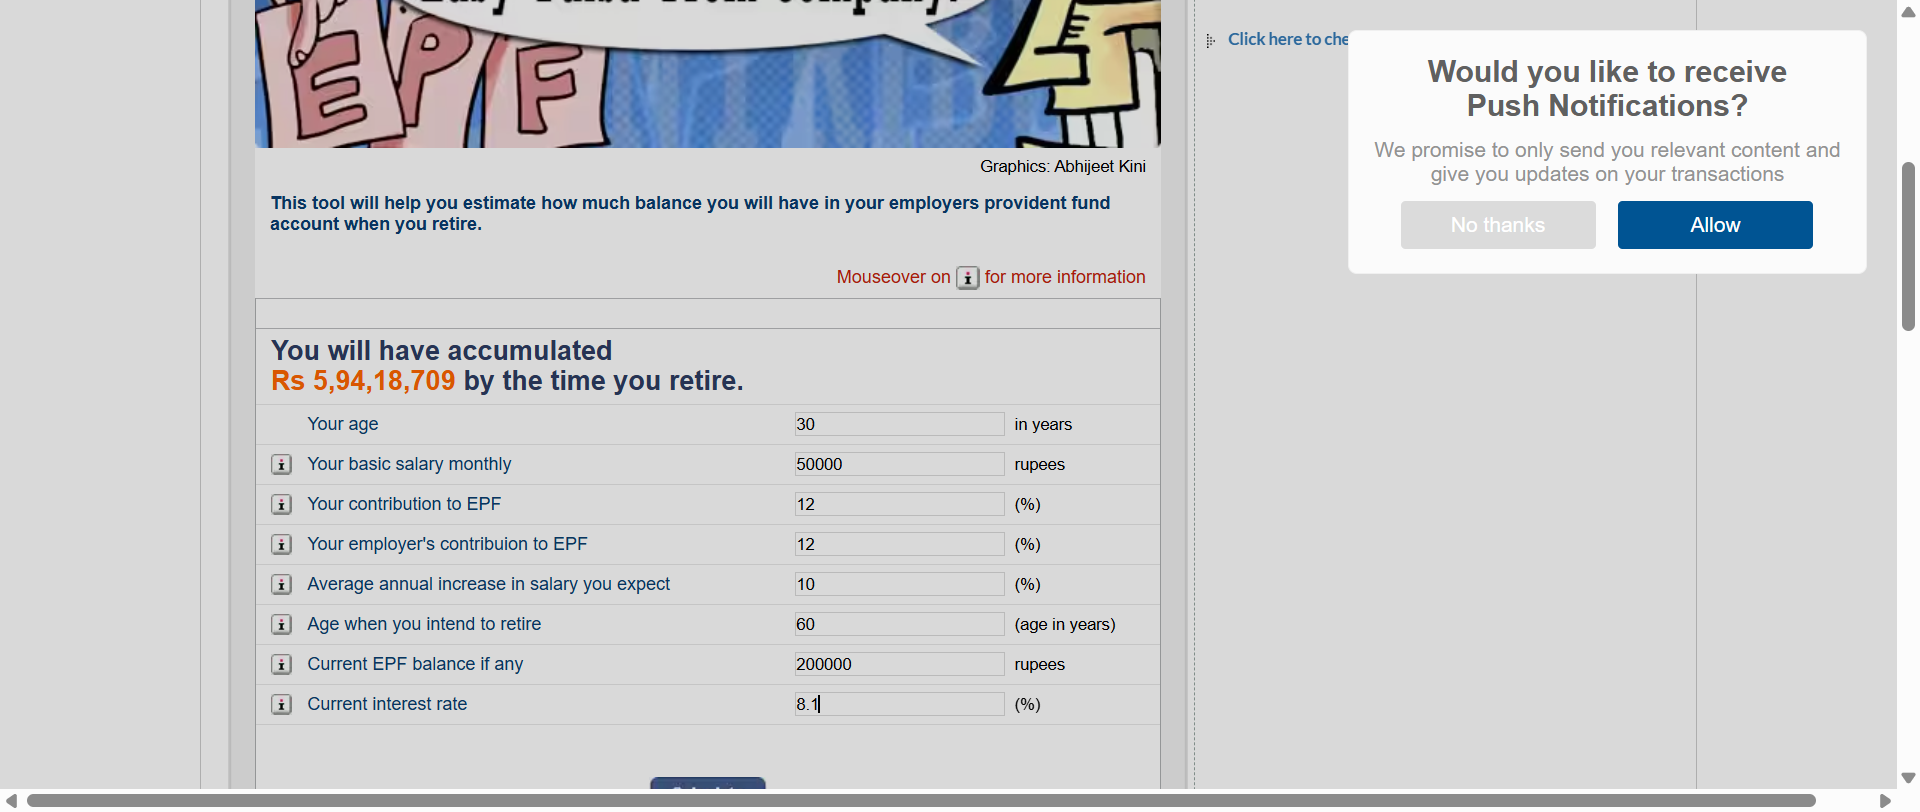 EPF
Click here to che
Would you like to receive
Push Notifications?
We promise to only send you relevant content and
give you updates on your transactions
No thanks
Allow
Graphics: Abhijeet Kini
This tool will help you estimate how much balance you will have in your employers provident fund
account when you retire.
Mouseover on i for more information
You will have accumulated
Rs 5,94,18,709 by the time you retire.
Your age 30 in years
i Your basic salary monthly 50000 rupees
i Your contribution to EPF 12 (%)
i Your employer's contribuion to EPF 12 (%)
i Average annual increase in salary you expect 10 (%)
i Age when you intend to retire 60 (age in years)
i Current EPF balance if any 200000 rupees
i Current interest rate 8.1 (%)